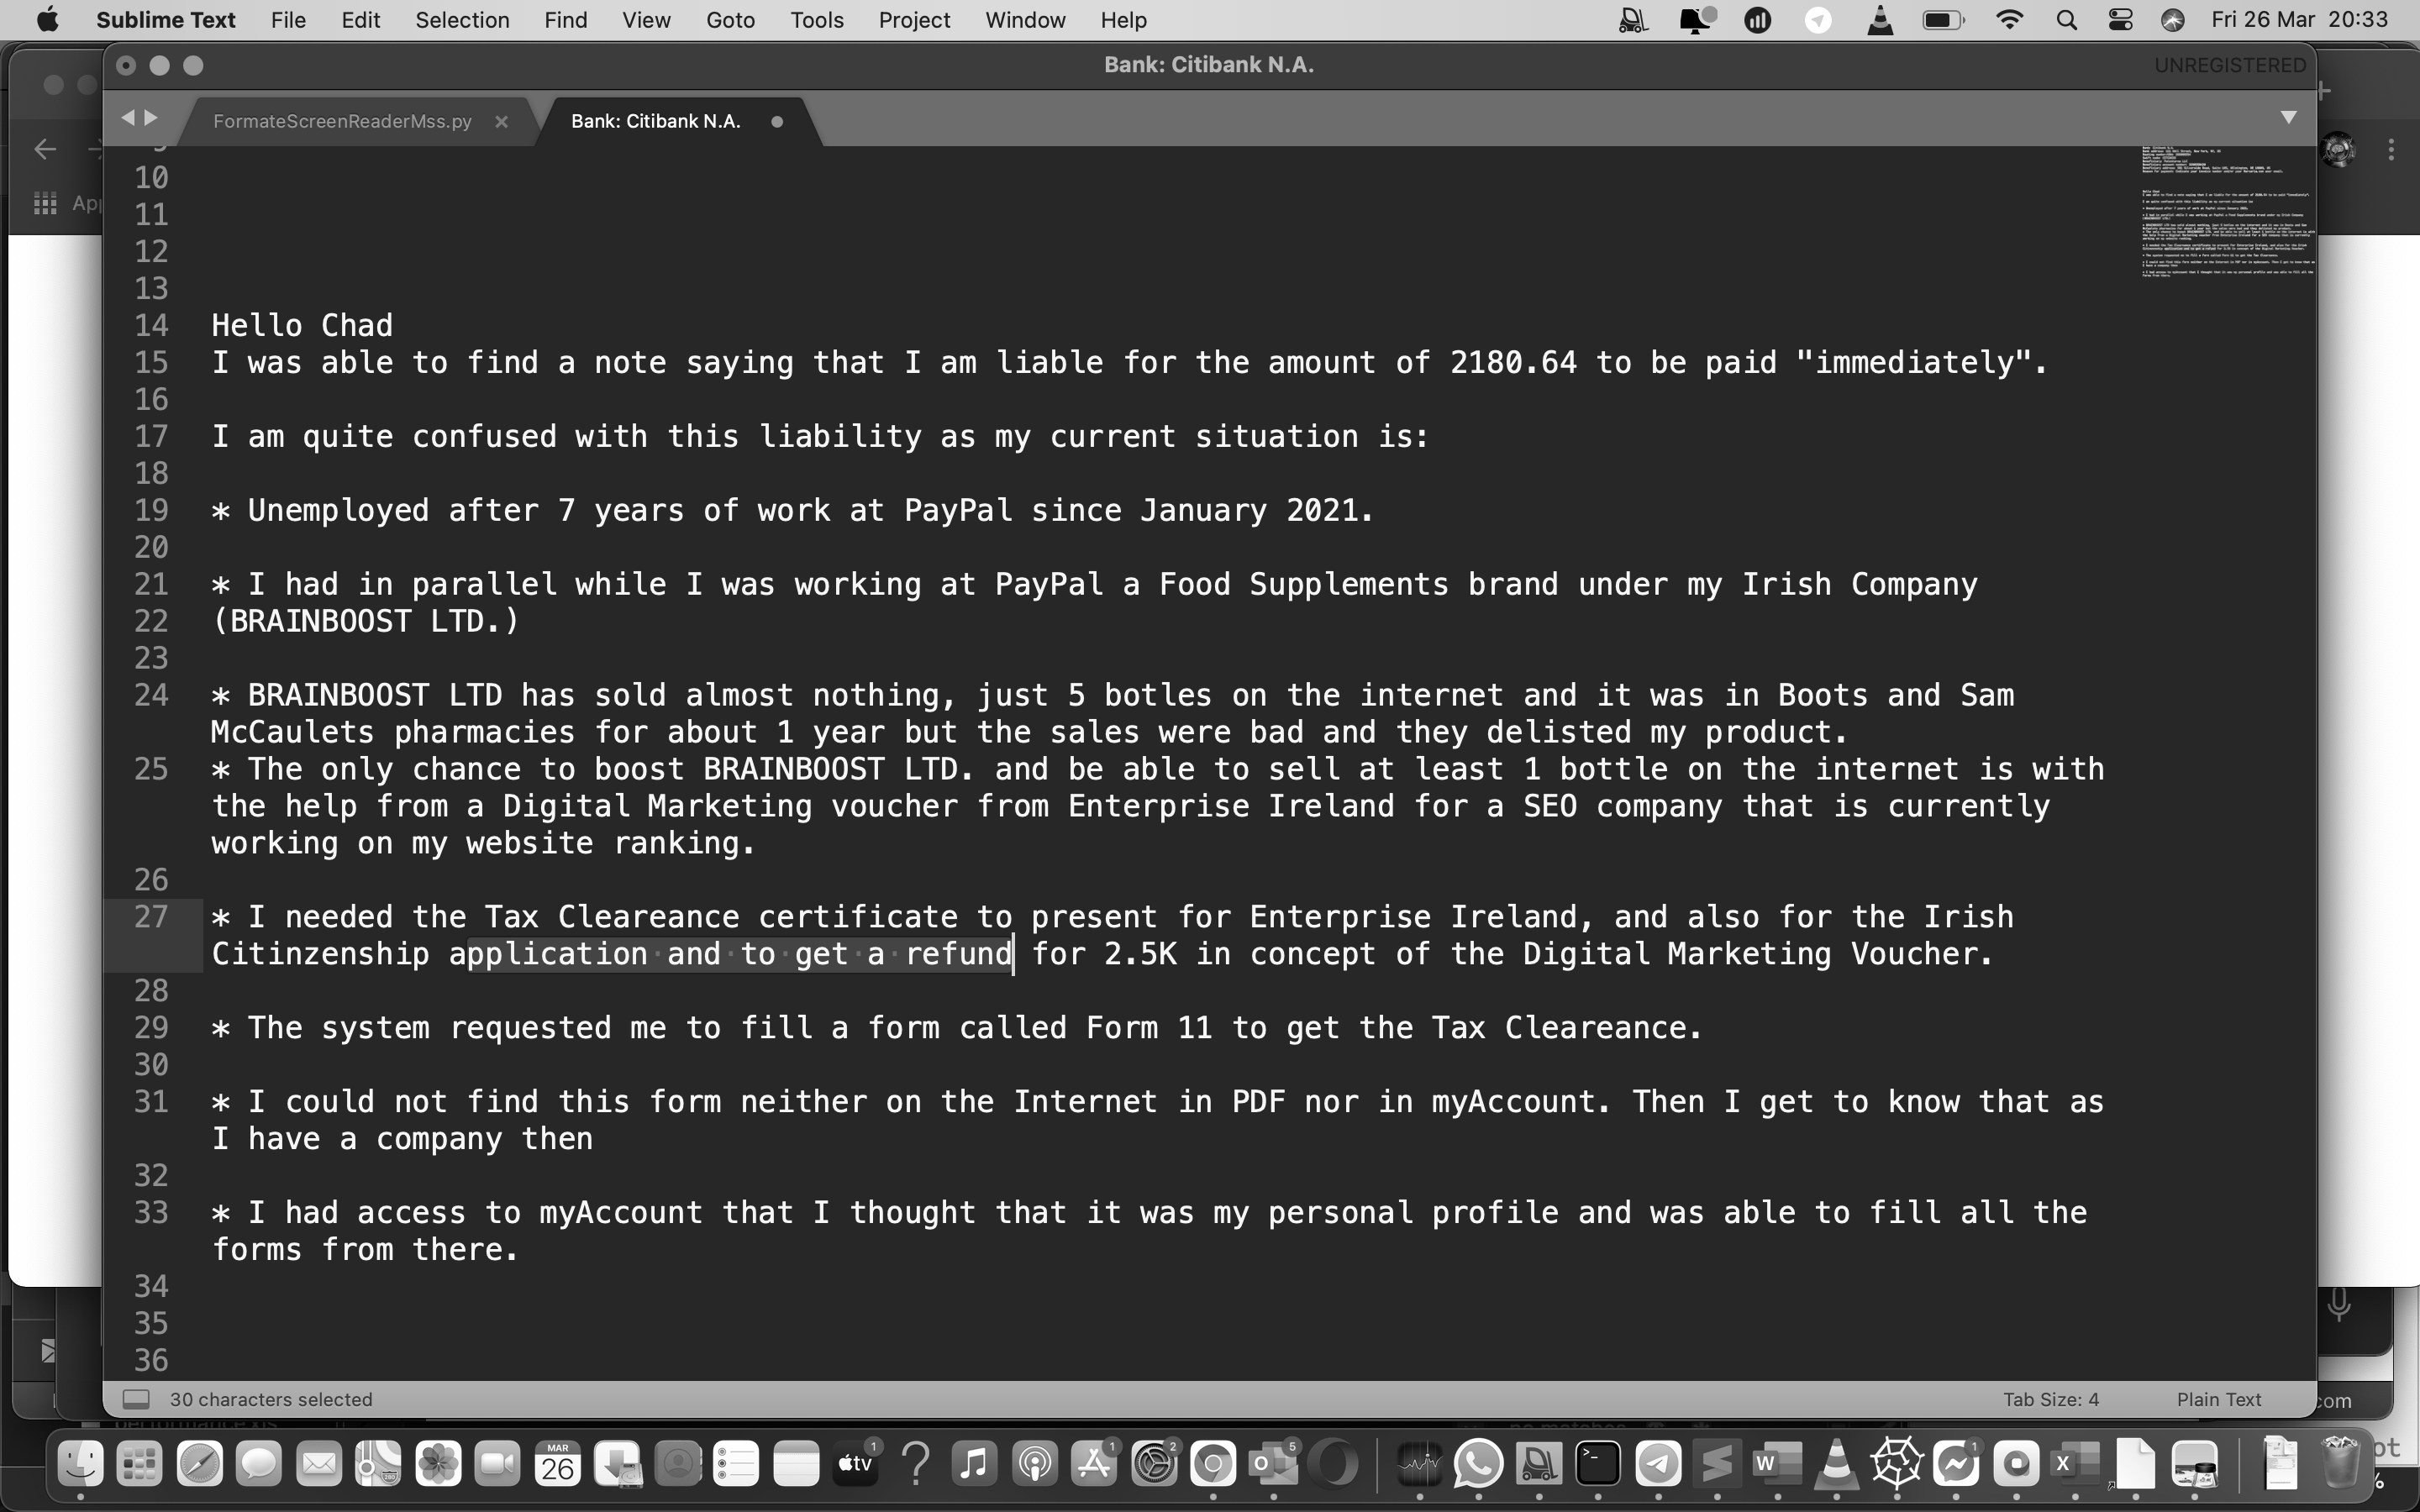 Sublime Text File Edit Selection Find View Goto Tools Project Window Help Fri 26 Mar 20:33
Bank: Citibank N.A. UNREGISTERED
FormateScreenReaderMss.py Bank: Citibank N.A.
10
11
12
13
14 Hello Chad
15 I was able to find a note saying that I am liable for the amount of 2180.64 to be paid "immediately".
16
17 I am quite confused with this liability as my current situation is:
18
19 * Unemployed after 7 years of work at PayPal since January 2021.
20
21 * I had in parallel while I was working at PayPal a Food Supplements brand under my Irish Company
22 (BRAINBOOST LTD.)
23
24 * BRAINBOOST LTD has sold almost nothing, just 5 botles on the internet and it was in Boots and Sam
McCaulets pharmacies for about 1 year but the sales were bad and they delisted my product.
25 * The only chance to boost BRAINBOOST LTD. and be able to sell at least 1 bottle on the internet is with
the help from a Digital Marketing voucher from Enterprise Ireland for a SEO company that is currently
working on my website ranking.
26
27 * I needed the Tax Cleareance certificate to present for Enterprise Ireland, and also for the Irish
Citinzenship application and to get a refund for 2.5K in concept of the Digital Marketing Voucher.
28
29 * The system requested me to fill a form called Form 11 to get the Tax Cleareance.
30
31 * I could not find this form neither on the Internet in PDF nor in myAccount. Then I get to know that as
I have a company then
32
33 * I had access to myAccount that I thought that it was my personal profile and was able to fill all the
forms from there.
34
35
36
30 characters selected Tab Size: 4 Plain Text
MAR
26
tv